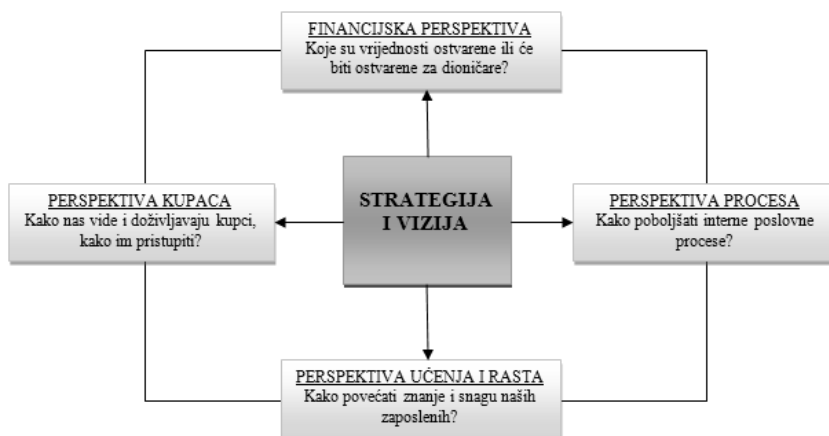 FINANCIJSKA PERSPEKTIVA
Koje su vrijednosti ostvarene ili će
biti ostvarene za dioničare?
PERSPEKTIVA KUPACA
Kako nas vide i doživljavaju kupci,
kako im pristupiti?
STRATEGIJA
I VIZIJA
PERSPEKTIVA PROCESA
Kako poboljšati interne poslovne
procese?
PERSPEKTIVA UČENJA I RASTA
Kako povećati znanje i snagu naših
zaposlenih?